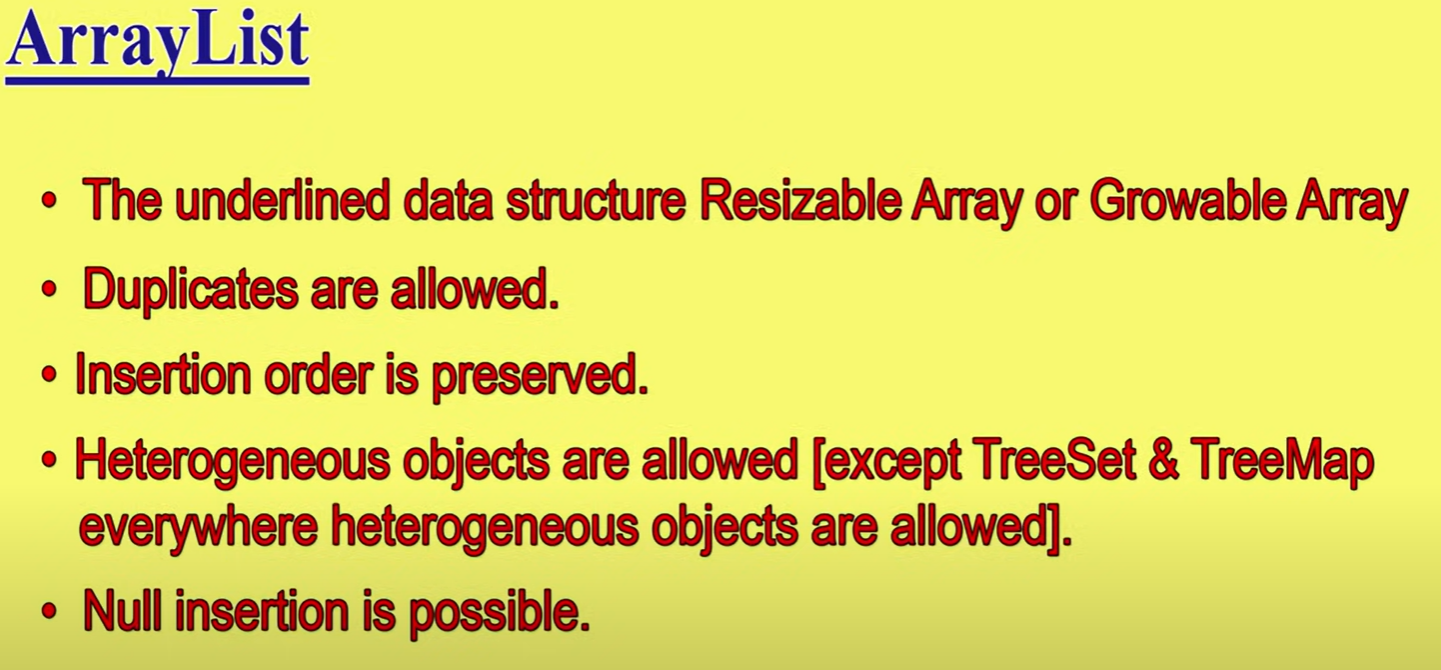 ArrayList
• The underlined data structure Resizable Array or Growable Array
• Duplicates are allowed.
• Insertion order is preserved.
• Heterogeneous objects are allowed [except TreeSet & TreeMap
everywhere heterogeneous objects are allowed].
• Null insertion is possible.